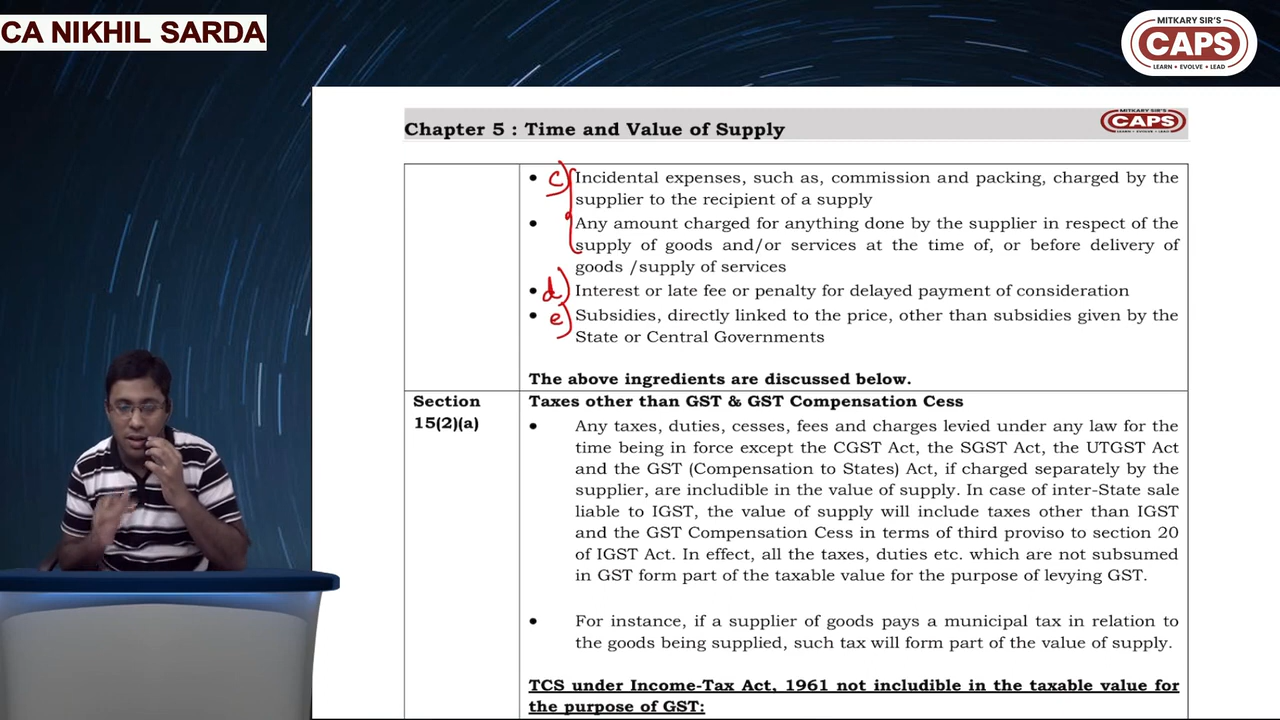 CA NIKHIL SARDA
MITKARY SIR'S
CAPS
LEARN • EVOLVE • LEAD
Chapter 5 : Time and Value of Supply
MITKARY SIR'S
CAPS
LEARN • EVOLVE • LEAD
• c) Incidental expenses, such as, commission and packing, charged by the
supplier to the recipient of a supply
• Any amount charged for anything done by the supplier in respect of the
supply of goods and/or services at the time of, or before delivery of
goods /supply of services
• d) Interest or late fee or penalty for delayed payment of consideration
• e) Subsidies, directly linked to the price, other than subsidies given by the
State or Central Governments
The above ingredients are discussed below.
Section
15(2)(a)
Taxes other than GST & GST Compensation Cess
• Any taxes, duties, cesses, fees and charges levied under any law for the
time being in force except the CGST Act, the SGST Act, the UTGST Act
and the GST (Compensation to States) Act, if charged separately by the
supplier, are includible in the value of supply. In case of inter-State sale
liable to IGST, the value of supply will include taxes other than IGST
and the GST Compensation Cess in terms of third proviso to section 20
of IGST Act. In effect, all the taxes, duties etc. which are not subsumed
in GST form part of the taxable value for the purpose of levying GST.
• For instance, if a supplier of goods pays a municipal tax in relation to
the goods being supplied, such tax will form part of the value of supply.
TCS under Income-Tax Act, 1961 not includible in the taxable value for
the purpose of GST: